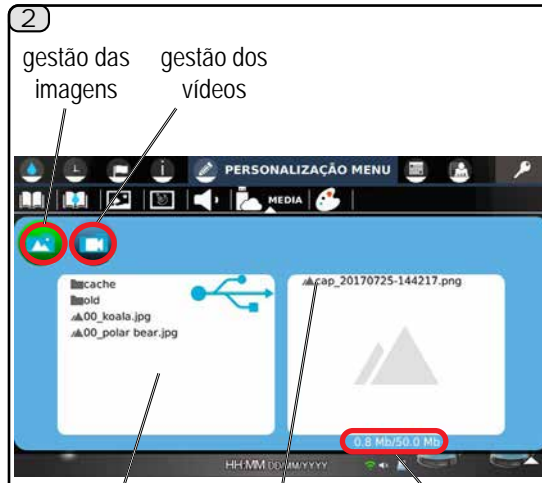 2
gestão das
imagens
gestão dos
vídeos
PERSONALIZAÇÃO MENU
MEDIA
cache
old
00_koala.jpg
00_polar bear.jpg
cap_20170725-144217.png
0.8 Mb/50.0 Mb
HH:MM DD/MM/YYYY